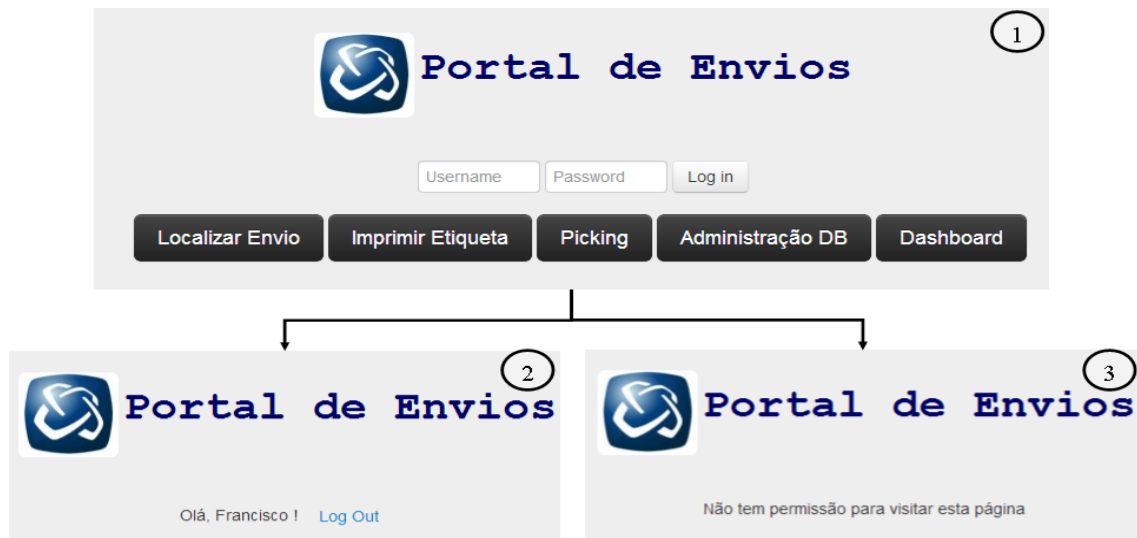 1
Portal de Envios
Username Password Log in
Localizar Envio Imprimir Etiqueta Picking Administração DB Dashboard
2
Portal de Envios
Olá, Francisco ! Log Out
3
Portal de Envios
Não tem permissão para visitar esta página